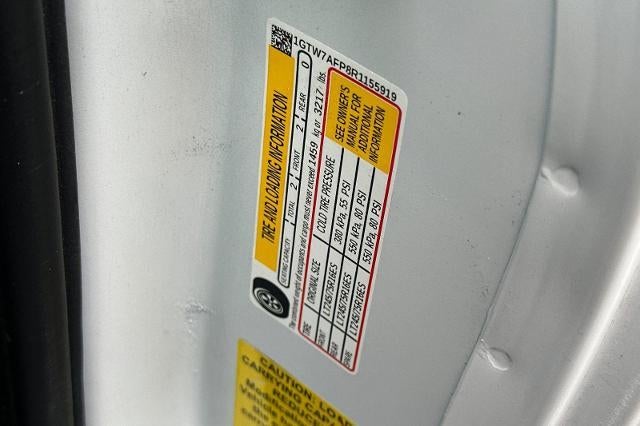 1GTW7AFP8R1155919
TIRE AND LOADING INFORMATION
SEATING CAPACITY TOTAL 2 FRONT 2 REAR 0
The combined weight of occupants and cargo must never exceed 1459 kg or 3217 lbs
TIRE ORIGINAL SIZE COLD TIRE PRESSURE
FRONT LT245/75R16ES 380 kPa, 55 PSI
REAR LT245/75R16ES 550 kPa, 80 PSI
SPARE LT245/75R16ES 550 kPa, 80 PSI
SEE OWNER'S
MANUAL FOR
ADDITIONAL
INFORMATION
CAUTION - LOAD
CARRYING